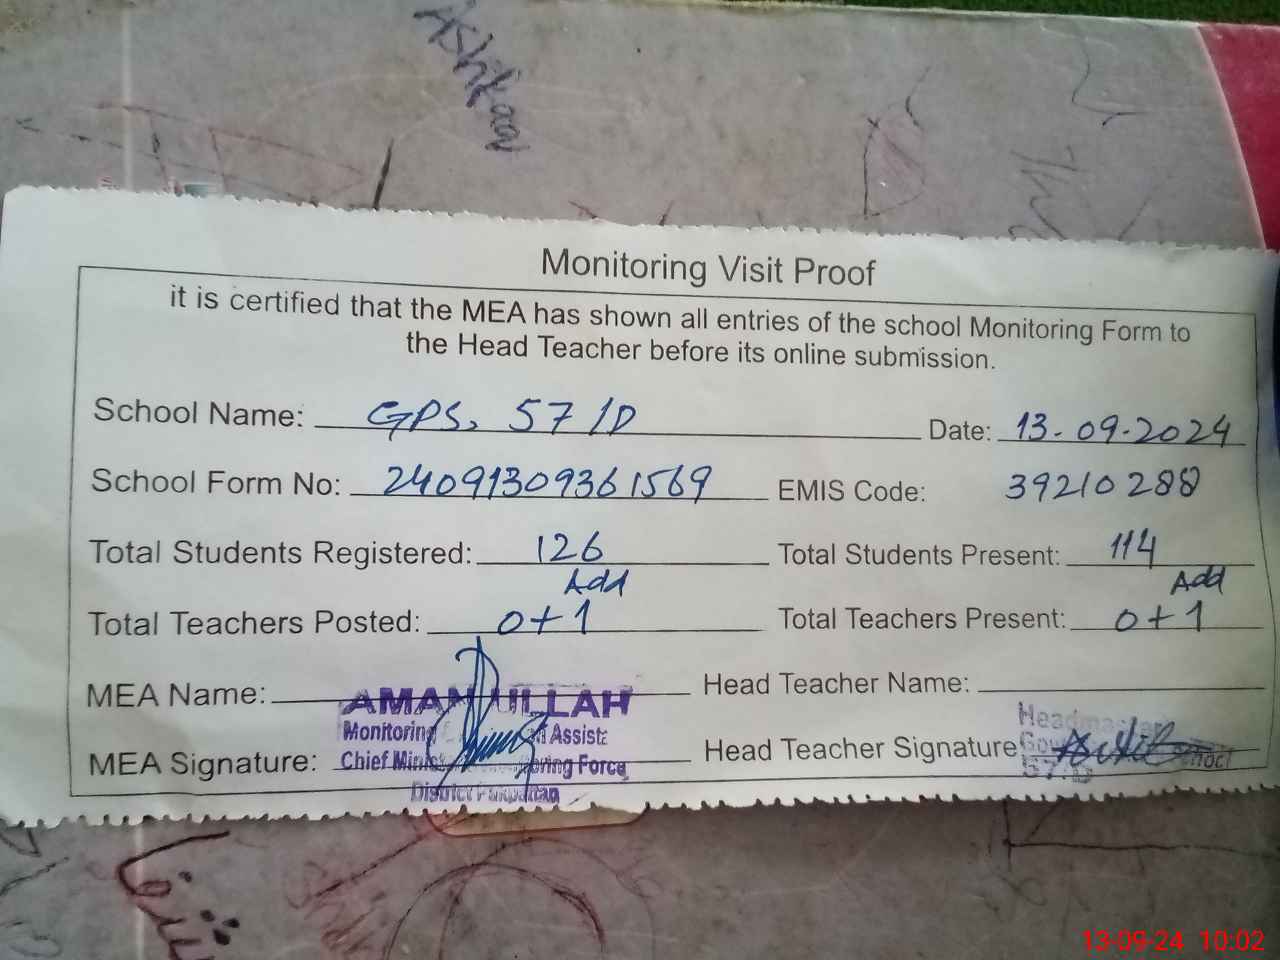 Ashfaq
Monitoring Visit Proof
it is certified that the MEA has shown all entries of the school Monitoring Form to
the Head Teacher before its online submission.
School Name: GPS, 57/D Date: 13-09-2024
School Form No: 24091309361569 EMIS Code: 39210288
Total Students Registered: 126 Total Students Present: 114
Add Add
Total Teachers Posted: 0+1 Total Teachers Present: 0+1
MEA Name: AMANULLAH Head Teacher Name:
Monitoring Assista Headmaster
MEA Signature: Chief Monitoring Force Head Teacher Signature
57/D
District Pakpattan
13-09-24 10:02